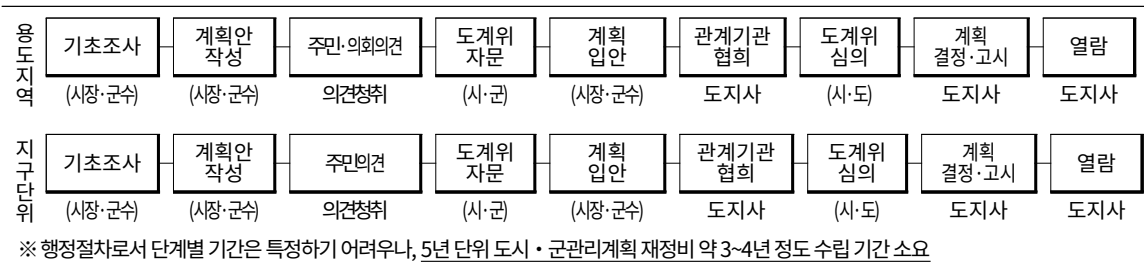 용도지역
기초조사 계획안 주민·의회의견 도계위 계획 관계기관 도계위 계획 열람
작성 자문 입안 협희 심의 결정·고시
(시장·군수) (시장·군수) 의견청취 (시·군) (시장·군수) 도지사 (시·도) 도지사 도지사
지구단위
기초조사 계획안 주민의견 도계위 계획 관계기관 도계위 계획 열람
작성 자문 입안 협희 심의 결정·고시
(시장·군수) (시장·군수) 의견청취 (시·군) (시장·군수) 도지사 (시·도) 도지사 도지사
※ 행정절차로서 단계별 기간은 특정하기 어려우나, 5년 단위 도시・군관리계획 재정비 약 3~4년 정도 수립 기간 소요